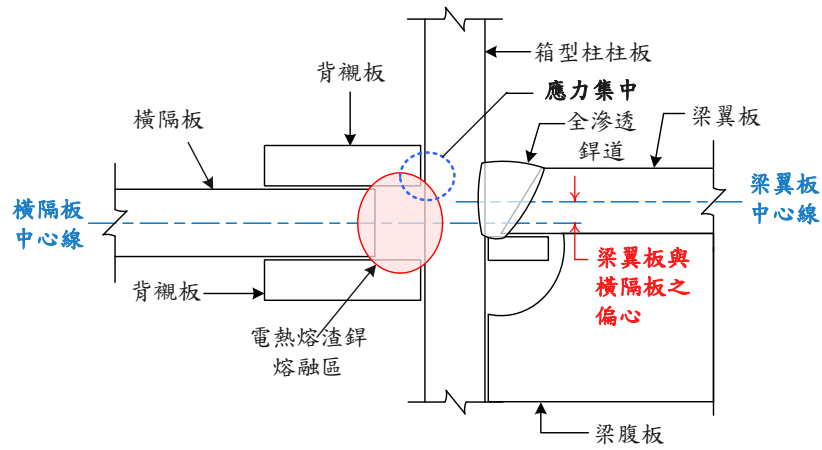 箱型柱柱板
背襯板
應力集中
橫隔板
全滲透
銲道
梁翼板
橫隔板
中心線
梁翼板
中心線
梁翼板與
橫隔板之
偏心
背襯板
電熱熔渣銲
熔融區
梁腹板